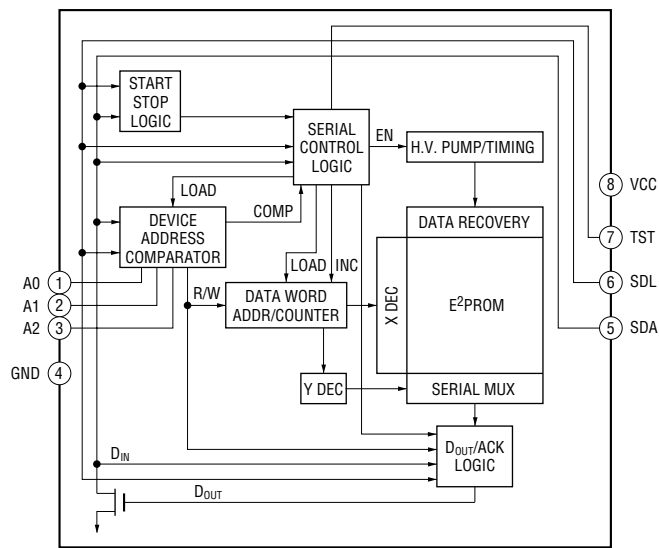 START
STOP
LOGIC
SERIAL
CONTROL
LOGIC
EN
H.V. PUMP/TIMING
8 VCC
LOAD
COMP
DEVICE
ADDRESS
COMPARATOR
DATA RECOVERY
7 TST
A0 1
LOAD
INC
6 SDL
A1 2
R/W
DATA WORD
ADDR/COUNTER
X DEC
E²PROM
A2 3
5 SDA
GND 4
Y DEC
SERIAL MUX
DIN
DOUT/ACK
LOGIC
DOUT